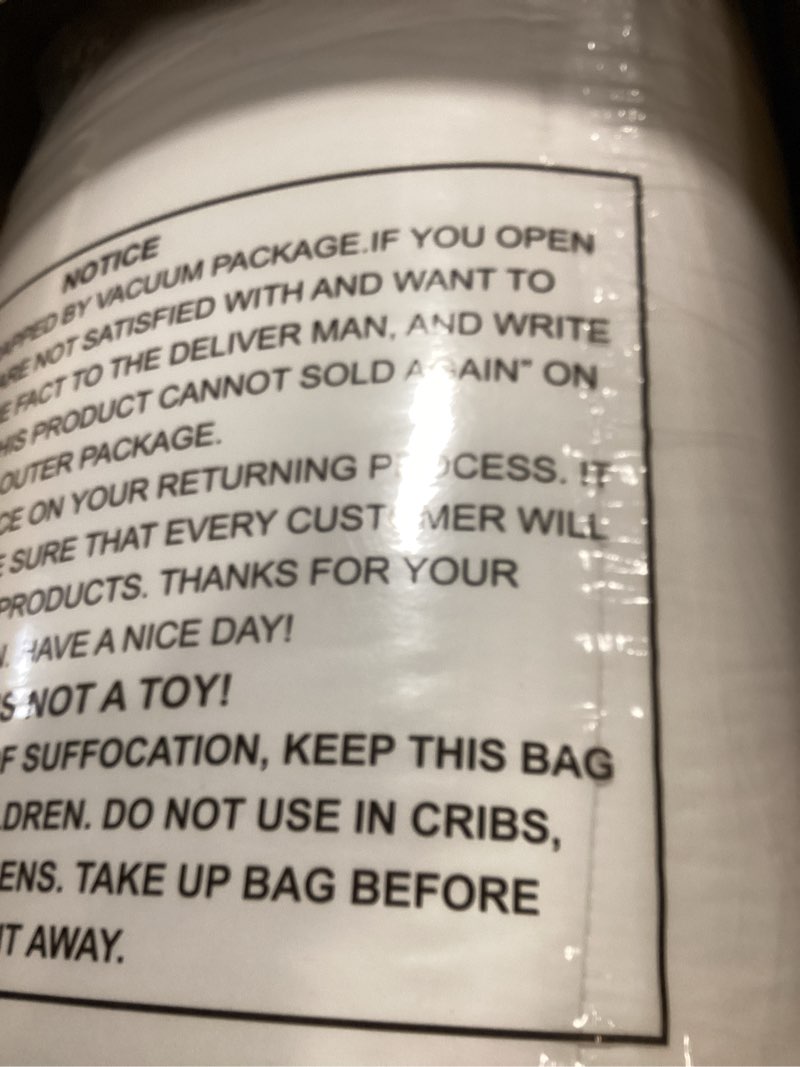 NOTICE
BY VACUUM PACKAGE.IF YOU OPEN
ARE NOT SATISFIED WITH AND WANT TO
FACT TO THE DELIVER MAN, AND WRITE
PRODUCT CANNOT SOLD AGAIN" ON
OUTER PACKAGE.
ON YOUR RETURNING PROCESS. IT
SURE THAT EVERY CUSTOMER WILL
PRODUCTS. THANKS FOR YOUR
HAVE A NICE DAY!
NOT A TOY!
SUFFOCATION, KEEP THIS BAG
DREN. DO NOT USE IN CRIBS,
ENS. TAKE UP BAG BEFORE
IT AWAY.